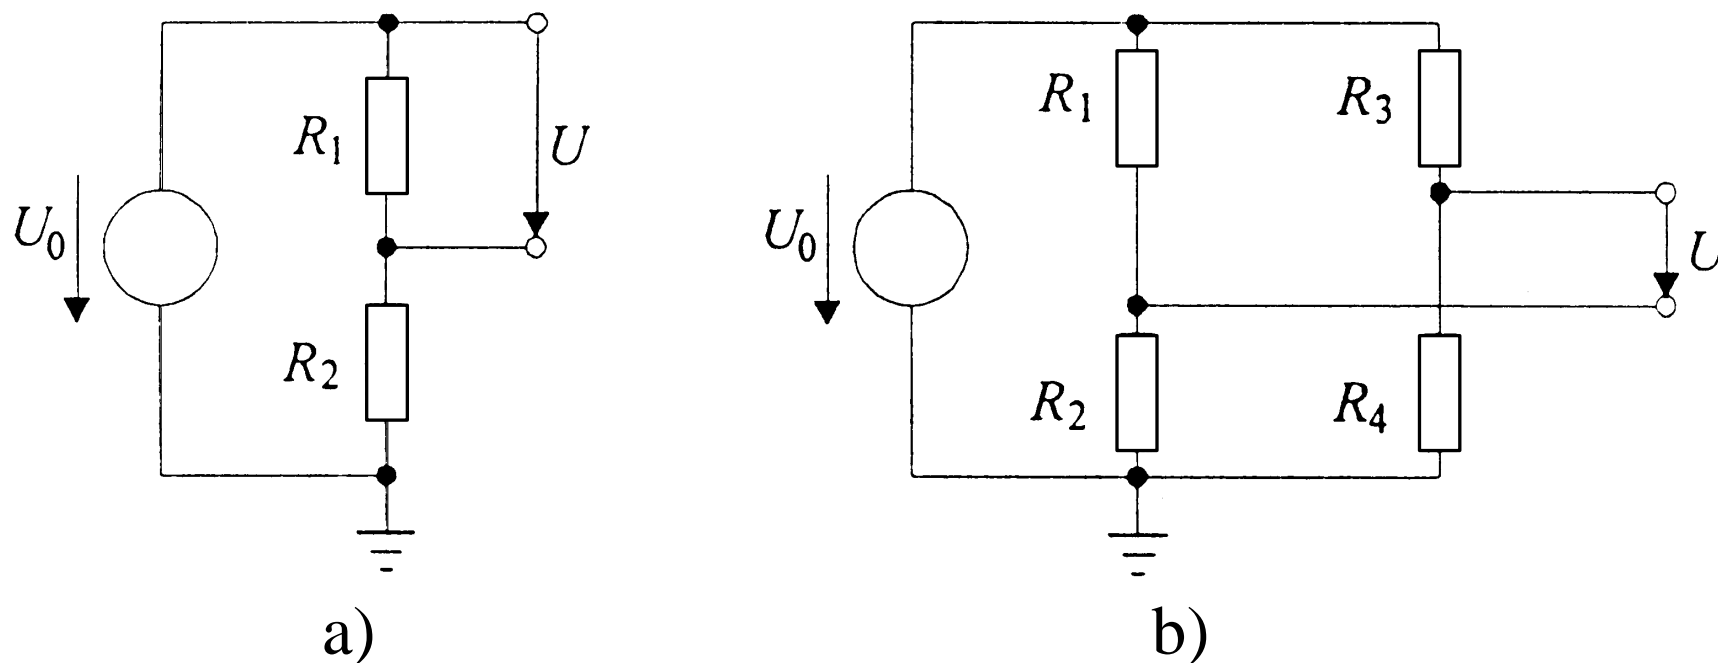 U₀
R₁
R₂
U
a)
U₀
R₁
R₂
R₃
R₄
U
b)